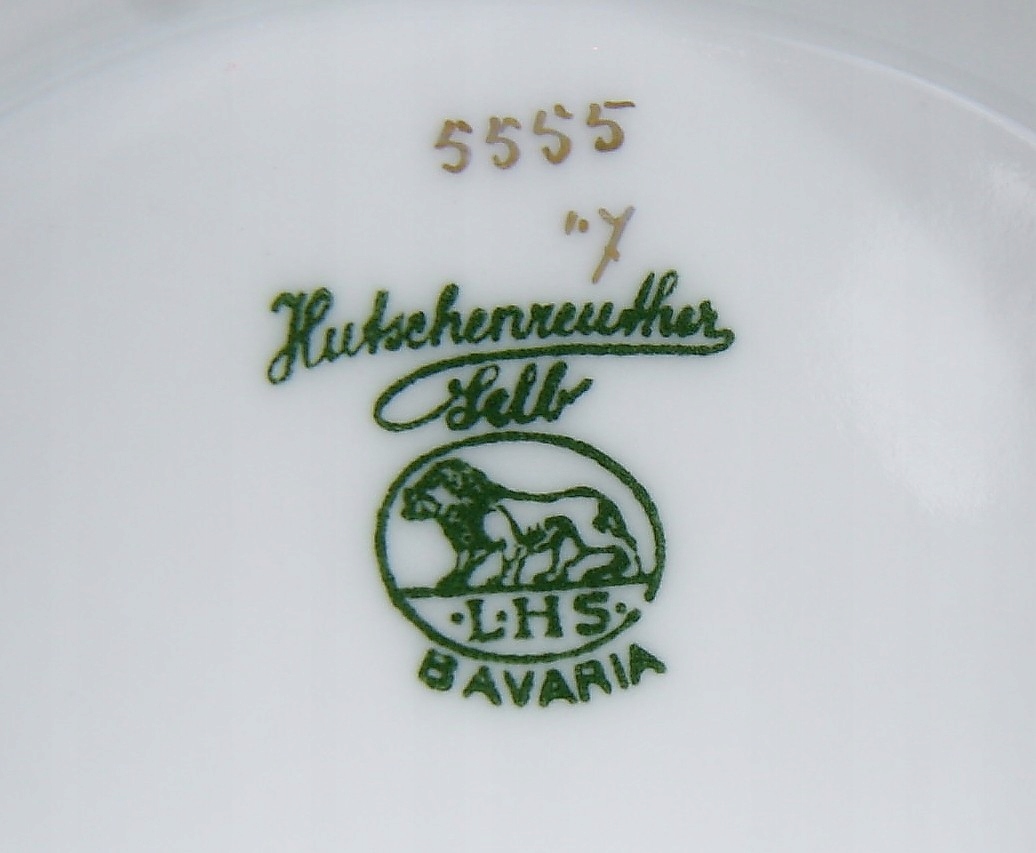 5555
"7
Hutschenreuther
Selb
·L·H·S·
BAVARIA